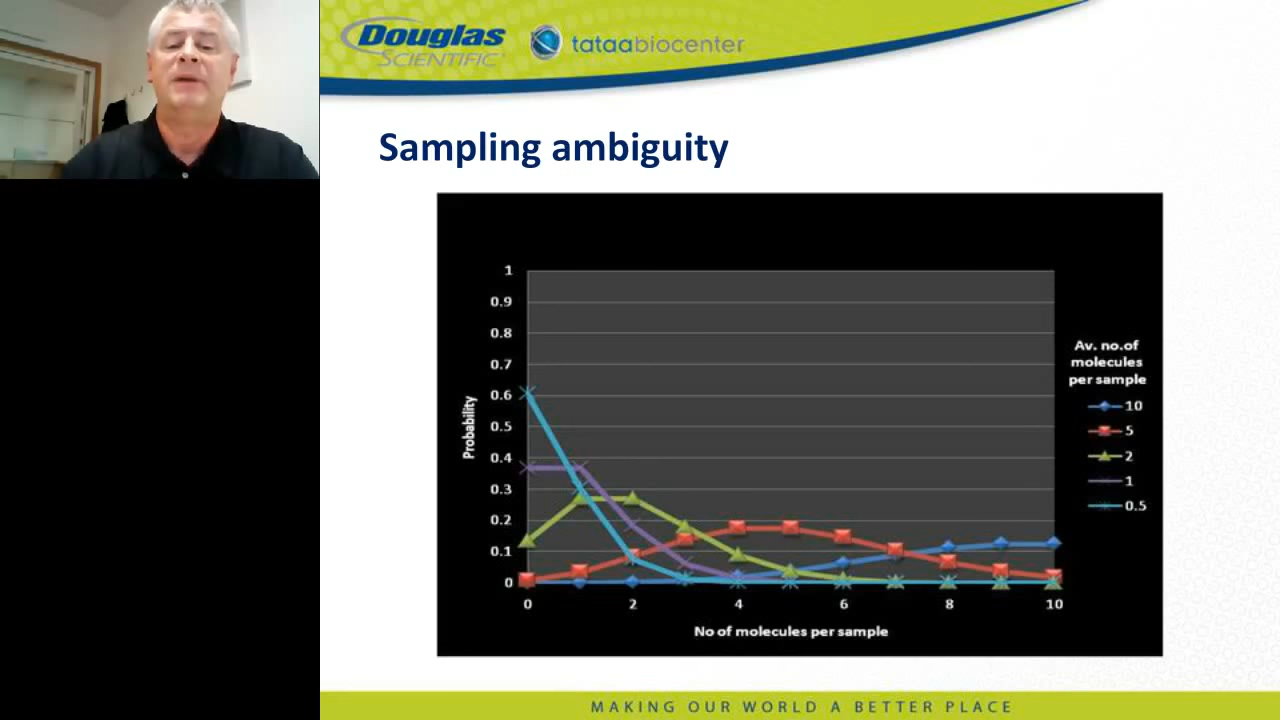 Douglas
SCIENTIFIC
tataabiocenter
Sampling ambiguity
1
0.9
0.8
0.7
0.6
0.5
0.4
0.3
0.2
0.1
0
Probability
0
2
4
6
8
10
No of molecules per sample
Av. no.of
molecules
per sample
10
5
2
1
0.5
MAKING OUR WORLD A BETTER PLACE